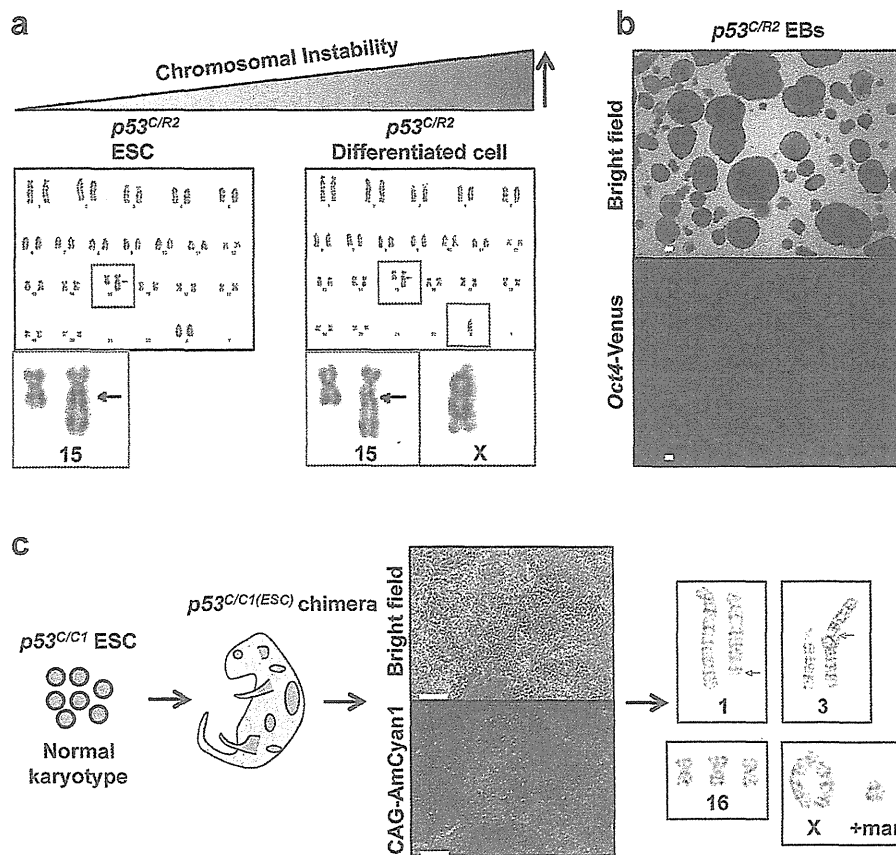 a
Chromosomal Instability
p53C/R2
ESC
p53C/R2
Differentiated cell
15
15
X
b
p53C/R2 EBs
Bright field
Oct4-Venus
c
p53C/C1 ESC
Normal
karyotype
p53C/C1(ESC) chimera
Bright field
CAG-AmCyan1
1
3
16
X +mar